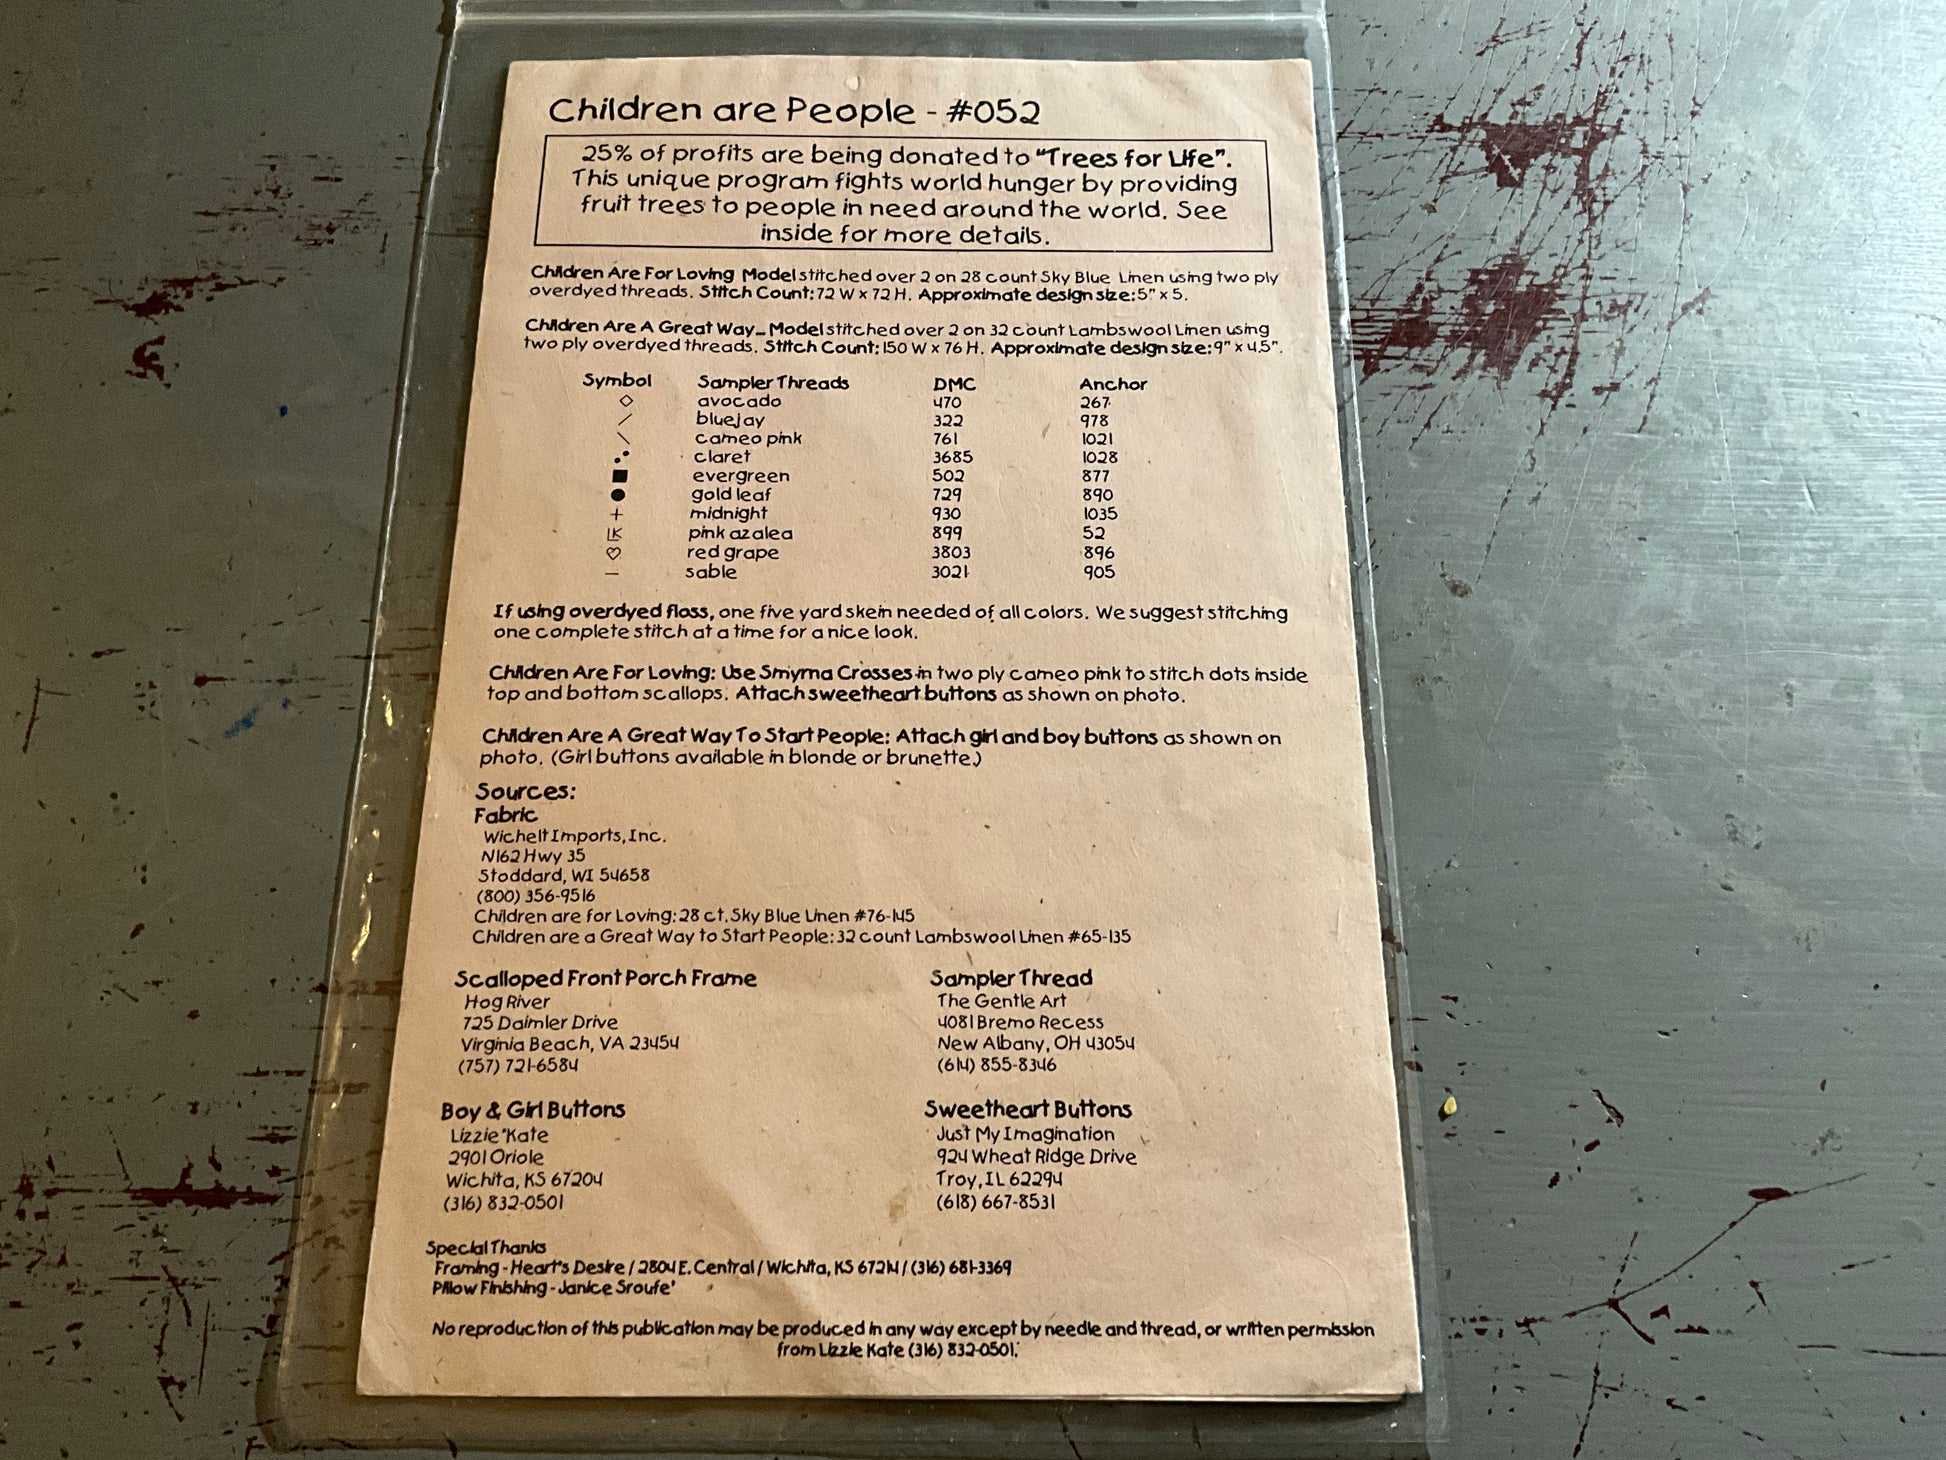 Children are People - #052
25% of profits are being donated to "Trees for Life".
This unique program fights world hunger by providing
fruit trees to people in need around the world. See
inside for more details.
Children Are For Loving Model stitched over 2 on 28 count Sky Blue Linen using two ply
overdyed threads. Stitch Count: 72 W x 72 H. Approximate design size: 5" x 5.
Children Are A Great Way... Model stitched over 2 on 32 count Lambswool Linen using
two ply overdyed threads. Stitch Count: 150 W x 76 H. Approximate design size: 9" x 4.5".
Symbol Sampler Threads DMC Anchor
◇ avocado 470 267
/ bluejay 322 978
\ cameo pink 761 1021
⋰ claret 3685 1028
■ evergreen 502 877
● gold leaf 729 890
+ midnight 930 1035
LK pink azalea 899 52
♡ red grape 3803 896
— sable 3021 905
If using overdyed floss, one five yard skein needed of all colors. We suggest stitching
one complete stitch at a time for a nice look.
Children Are For Loving: Use Smyrna Crosses in two ply cameo pink to stitch dots inside
top and bottom scallops. Attach sweetheart buttons as shown on photo.
Children Are A Great Way To Start People: Attach girl and boy buttons as shown on
photo. (Girl buttons available in blonde or brunette.)
Sources:
Fabric
Wichelt Imports, Inc.
N162 Hwy 35
Stoddard, WI 54658
(800) 356-9516
Children are for Loving: 28 ct. Sky Blue Linen #76-145
Children are a Great Way to Start People: 32 count Lambswool Linen #65-135
Scalloped Front Porch Frame
Hog River
725 Daimler Drive
Virginia Beach, VA 23454
(757) 721-6584
Sampler Thread
The Gentle Art
4081 Bremo Recess
New Albany, OH 43054
(614) 855-8346
Boy & Girl Buttons
Lizzie*Kate
2901 Oriole
Wichita, KS 67204
(316) 832-0501
Sweetheart Buttons
Just My Imagination
924 Wheat Ridge Drive
Troy, IL 62294
(618) 667-8531
Special Thanks
Framing - Heart's Desire / 2804 E. Central / Wichita, KS 67214 / (316) 681-3369
Pillow Finishing - Janice Sroufe'
No reproduction of this publication may be produced in any way except by needle and thread, or written permission
from Lizzie Kate (316) 832-0501.